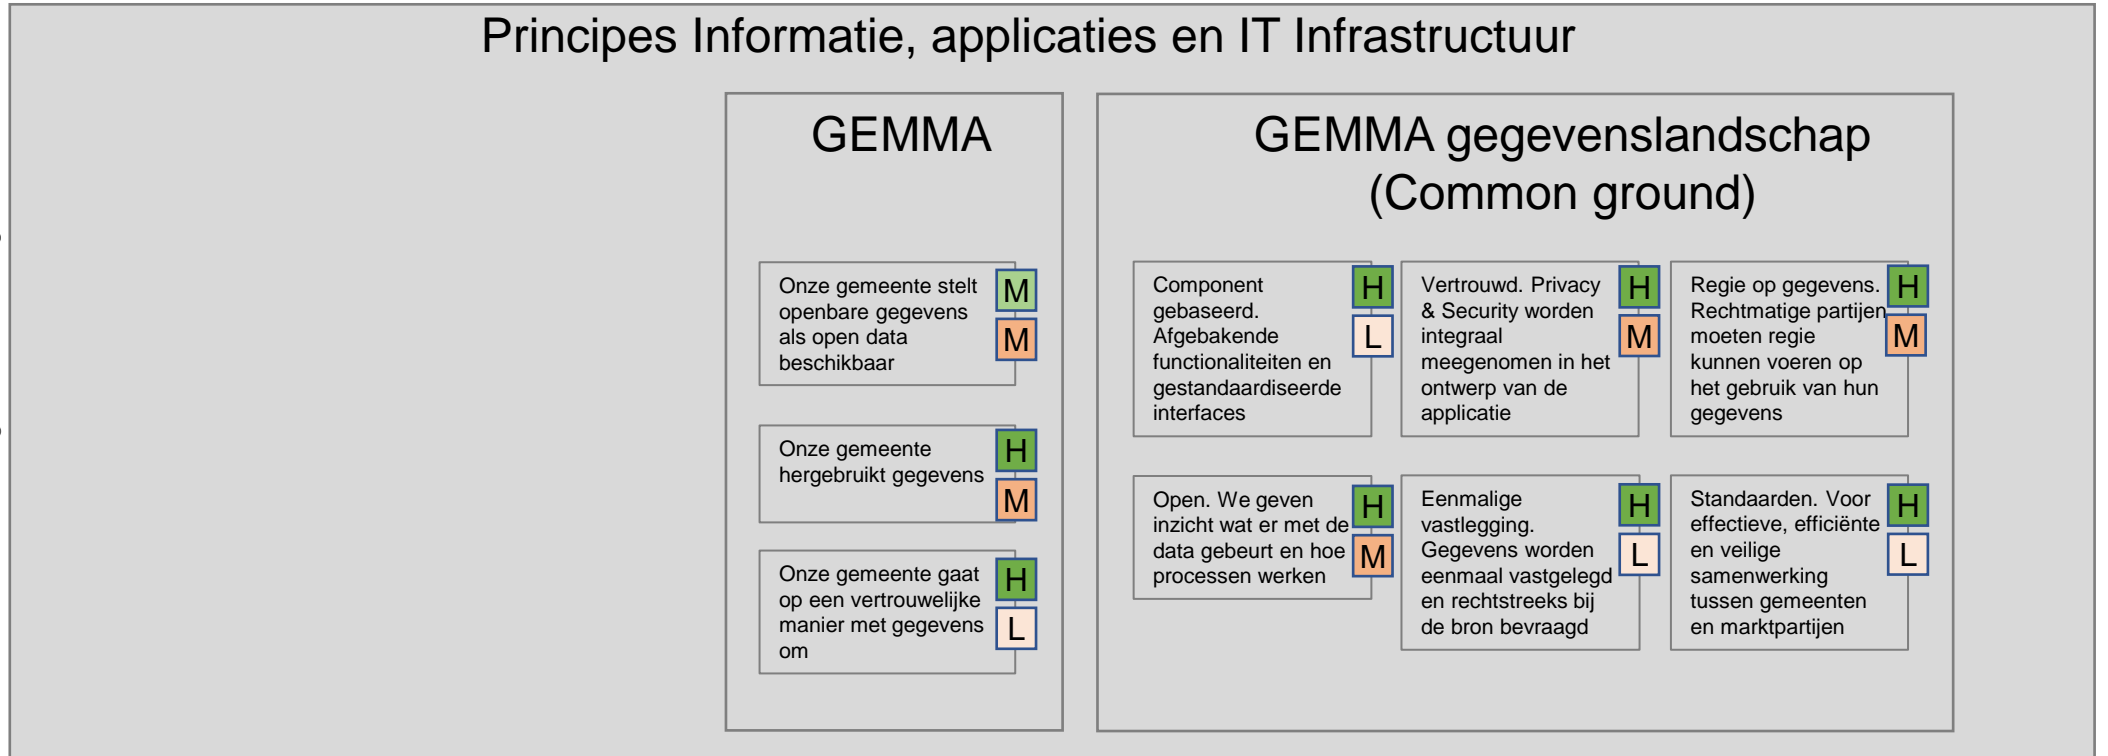 Principes Informatie, applicaties en IT Infrastructuur
GEMMA
Onze gemeente stelt
openbare gegevens
als open data
beschikbaar
M
M
Onze gemeente
hergebruikt gegevens
H
M
Onze gemeente gaat
op een vertrouwelijke
manier met gegevens
om
H
L
GEMMA gegevenslandschap
(Common ground)
Component
gebaseerd.
Afgebakende
functionaliteiten en
gestandaardiseerde
interfaces
H
L
Vertrouwd. Privacy
& Security worden
integraal
meegenomen in het
ontwerp van de
applicatie
H
M
Regie op gegevens.
Rechtmatige partijen
moeten regie
kunnen voeren op
het gebruik van hun
gegevens
H
M
Open. We geven
inzicht wat er met de
data gebeurt en hoe
processen werken
H
M
Eenmalige
vastlegging.
Gegevens worden
eenmaal vastgelegd
en rechtstreeks bij
de bron bevraagd
H
L
Standaarden. Voor
effectieve, efficiënte
en veilige
samenwerking
tussen gemeenten
en marktpartijen
H
L